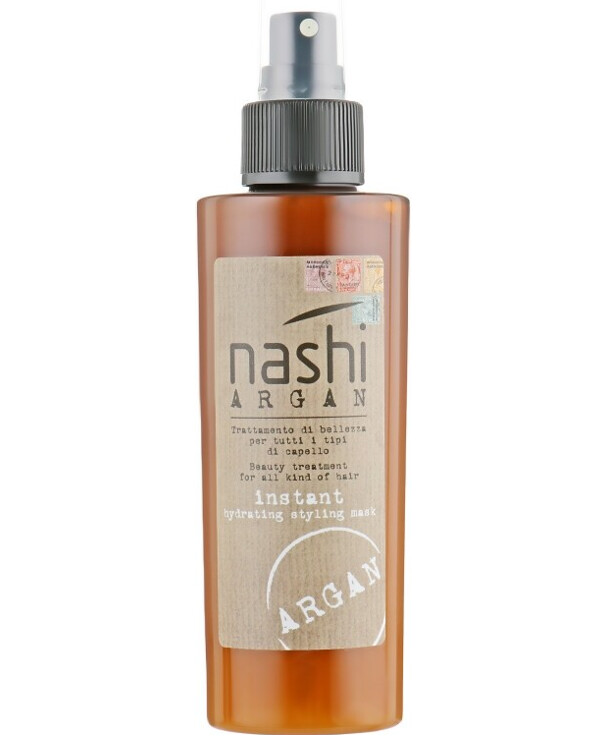 nashi
ARGAN
Trattamento di bellezza
per tutti i tipi
di capello
Beauty treatment
for all kind of hair
instant
hydrating styling mask
ARGAN